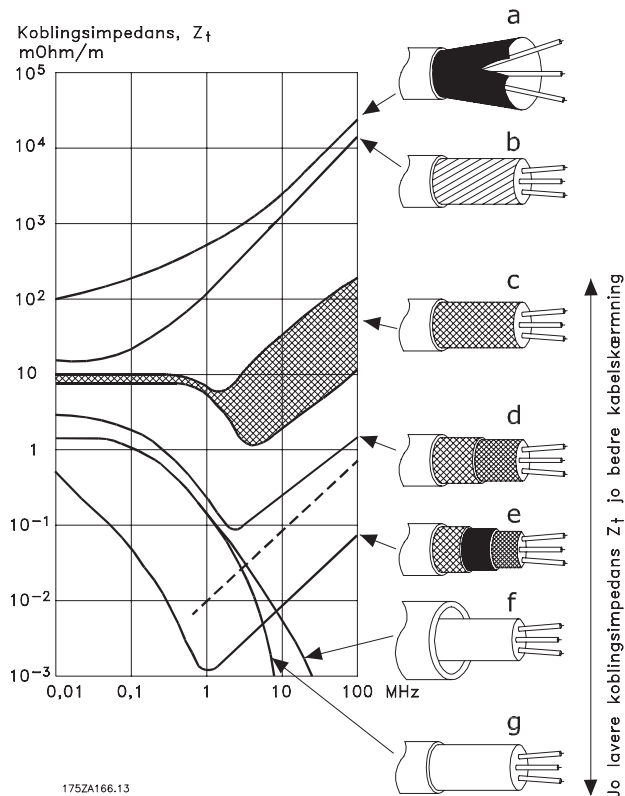 Koblingsimpedans, Zt
mOhm/m
10⁵
10⁴
10³
10²
10
1
10⁻¹
10⁻²
10⁻³
0,01 0,1 1 10 100 MHz
a
b
c
d
e
f
g
Jo lavere koblingsimpedans Zt jo bedre kabelskærmning
175ZA166.13